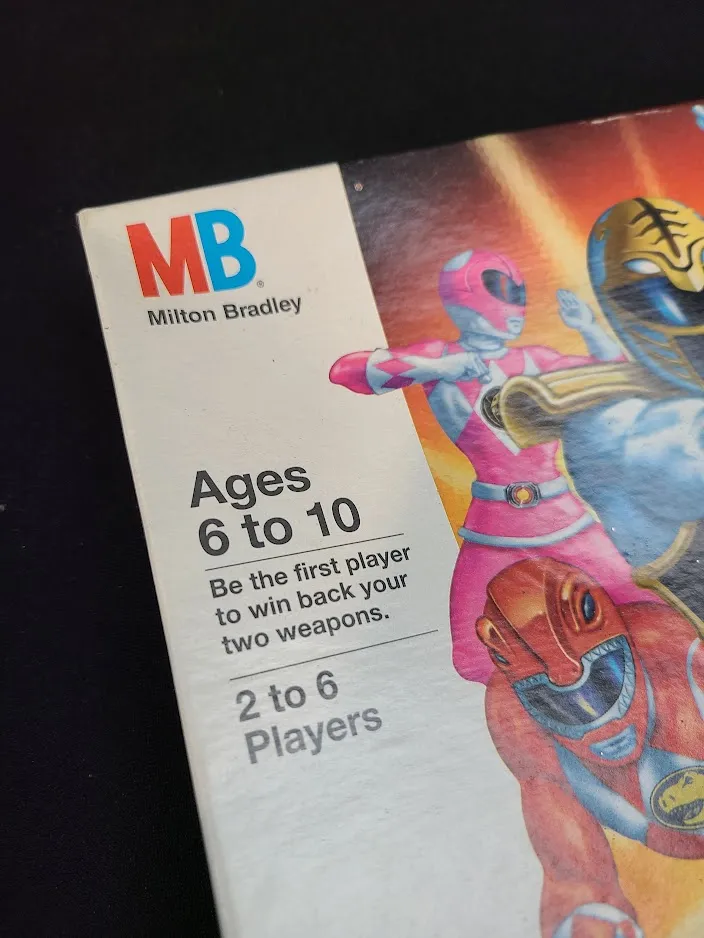 MB®
Milton Bradley
Ages
6 to 10
Be the first player
to win back your
two weapons.
2 to 6
Players